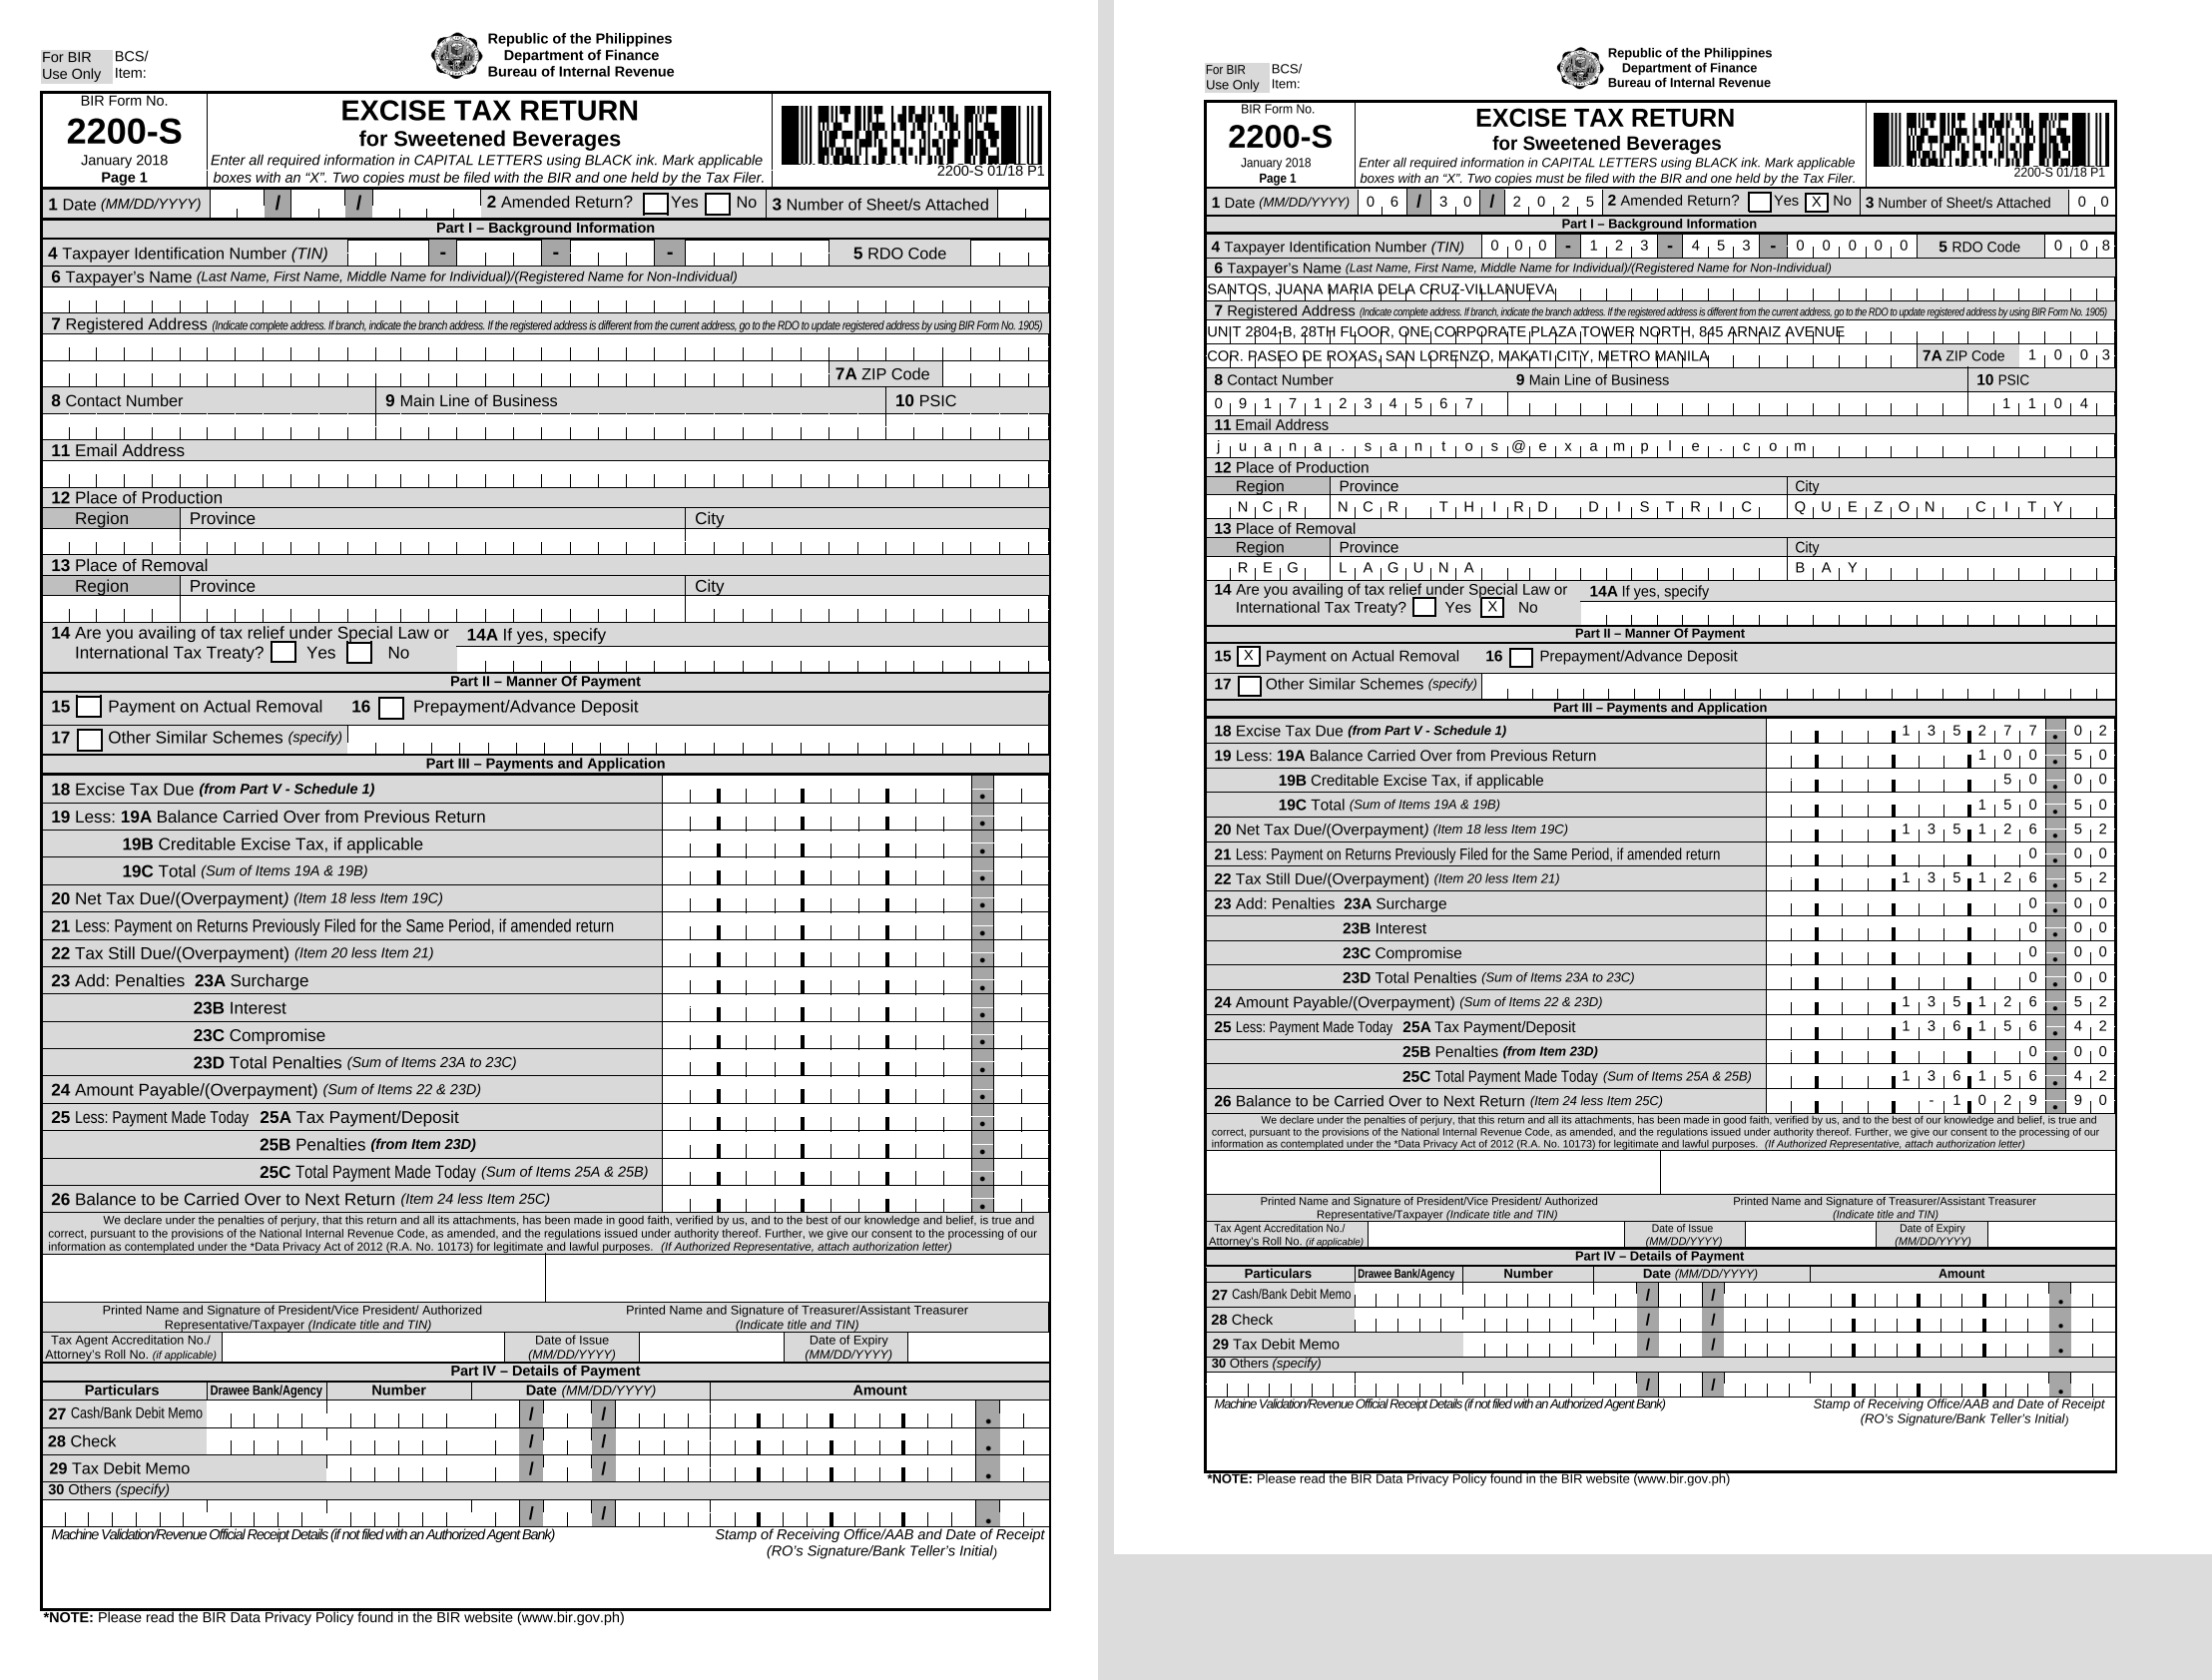 Republic of the Philippines
Department of Finance
Bureau of Internal Revenue
For BIR Use Only
BCS/ Item:
BIR Form No.
2200-S
January 2018
Page 1
EXCISE TAX RETURN
for Sweetened Beverages
Enter all required information in CAPITAL LETTERS using BLACK ink. Mark applicable
boxes with an “X”. Two copies must be filed with the BIR and one held by the Tax Filer.
2200-S 01/18 P1
1 Date (MM/DD/YYYY) / / 2 Amended Return? Yes No 3 Number of Sheet/s Attached
Part I – Background Information
4 Taxpayer Identification Number (TIN) - - - 5 RDO Code
6 Taxpayer’s Name (Last Name, First Name, Middle Name for Individual)/(Registered Name for Non-Individual)
7 Registered Address (Indicate complete address. If branch, indicate the branch address. If the registered address is different from the current address, go to the RDO to update registered address by using BIR Form No. 1905)
7A ZIP Code
8 Contact Number 9 Main Line of Business 10 PSIC
11 Email Address
12 Place of Production
Region Province City
13 Place of Removal
Region Province City
14 Are you availing of tax relief under Special Law or 14A If yes, specify
International Tax Treaty? Yes No
Part II – Manner Of Payment
15 Payment on Actual Removal 16 Prepayment/Advance Deposit
17 Other Similar Schemes (specify)
Part III – Payments and Application
18 Excise Tax Due (from Part V - Schedule 1)
19 Less: 19A Balance Carried Over from Previous Return
19B Creditable Excise Tax, if applicable
19C Total (Sum of Items 19A & 19B)
20 Net Tax Due/(Overpayment) (Item 18 less Item 19C)
21 Less: Payment on Returns Previously Filed for the Same Period, if amended return
22 Tax Still Due/(Overpayment) (Item 20 less Item 21)
23 Add: Penalties 23A Surcharge
23B Interest
23C Compromise
23D Total Penalties (Sum of Items 23A to 23C)
24 Amount Payable/(Overpayment) (Sum of Items 22 & 23D)
25 Less: Payment Made Today 25A Tax Payment/Deposit
25B Penalties (from Item 23D)
25C Total Payment Made Today (Sum of Items 25A & 25B)
26 Balance to be Carried Over to Next Return (Item 24 less Item 25C)
We declare under the penalties of perjury, that this return and all its attachments, has been made in good faith, verified by us, and to the best of our knowledge and belief, is true and
correct, pursuant to the provisions of the National Internal Revenue Code, as amended, and the regulations issued under authority thereof. Further, we give our consent to the processing of our
information as contemplated under the *Data Privacy Act of 2012 (R.A. No. 10173) for legitimate and lawful purposes. (If Authorized Representative, attach authorization letter)
Printed Name and Signature of President/Vice President/ Authorized
Representative/Taxpayer (Indicate title and TIN)
Printed Name and Signature of Treasurer/Assistant Treasurer
(Indicate title and TIN)
Tax Agent Accreditation No./
Attorney’s Roll No. (if applicable)
Date of Issue
(MM/DD/YYYY)
Date of Expiry
(MM/DD/YYYY)
Part IV – Details of Payment
Particulars Drawee Bank/Agency Number Date (MM/DD/YYYY) Amount
27 Cash/Bank Debit Memo / / .
28 Check / / .
29 Tax Debit Memo / / .
30 Others (specify)
/ / .
Machine Validation/Revenue Official Receipt Details (if not filed with an Authorized Agent Bank)
Stamp of Receiving Office/AAB and Date of Receipt
(RO’s Signature/Bank Teller’s Initial)
*NOTE: Please read the BIR Data Privacy Policy found in the BIR website (www.bir.gov.ph)
Republic of the Philippines
Department of Finance
Bureau of Internal Revenue
For BIR Use Only
BCS/ Item:
BIR Form No.
2200-S
January 2018
Page 1
EXCISE TAX RETURN
for Sweetened Beverages
Enter all required information in CAPITAL LETTERS using BLACK ink. Mark applicable
boxes with an “X”. Two copies must be filed with the BIR and one held by the Tax Filer.
2200-S 01/18 P1
1 Date (MM/DD/YYYY) 06/30/2025 2 Amended Return? Yes X No 3 Number of Sheet/s Attached 00
Part I – Background Information
4 Taxpayer Identification Number (TIN) 000-123-453-00000 5 RDO Code 008
6 Taxpayer’s Name (Last Name, First Name, Middle Name for Individual)/(Registered Name for Non-Individual)
SANTOS, JUANA MARIA DELA CRUZ-VILLANUEVA
7 Registered Address (Indicate complete address. If branch, indicate the branch address. If the registered address is different from the current address, go to the RDO to update registered address by using BIR Form No. 1905)
UNIT 2804-B, 28TH FLOOR, ONE CORPORATE PLAZA TOWER NORTH, 845 ARNAIZ AVENUE
COR. PASEO DE ROXAS, SAN LORENZO, MAKATI CITY, METRO MANILA 7A ZIP Code 1003
8 Contact Number 9 Main Line of Business 10 PSIC
09171234567 1104
11 Email Address
juana.santos@example.com
12 Place of Production
Region Province City
NCR NCR THIRD DISTRIC QUEZON CITY
13 Place of Removal
Region Province City
REG LAGUNA BAY
14 Are you availing of tax relief under Special Law or 14A If yes, specify
International Tax Treaty? Yes X No
Part II – Manner Of Payment
15 X Payment on Actual Removal 16 Prepayment/Advance Deposit
17 Other Similar Schemes (specify)
Part III – Payments and Application
18 Excise Tax Due (from Part V - Schedule 1) 135277.02
19 Less: 19A Balance Carried Over from Previous Return 100.50
19B Creditable Excise Tax, if applicable 50.00
19C Total (Sum of Items 19A & 19B) 150.50
20 Net Tax Due/(Overpayment) (Item 18 less Item 19C) 135126.52
21 Less: Payment on Returns Previously Filed for the Same Period, if amended return 0.00
22 Tax Still Due/(Overpayment) (Item 20 less Item 21) 135126.52
23 Add: Penalties 23A Surcharge 0.00
23B Interest 0.00
23C Compromise 0.00
23D Total Penalties (Sum of Items 23A to 23C) 0.00
24 Amount Payable/(Overpayment) (Sum of Items 22 & 23D) 135126.52
25 Less: Payment Made Today 25A Tax Payment/Deposit 136156.42
25B Penalties (from Item 23D) 0.00
25C Total Payment Made Today (Sum of Items 25A & 25B) 136156.42
26 Balance to be Carried Over to Next Return (Item 24 less Item 25C) -1029.90
We declare under the penalties of perjury, that this return and all its attachments, has been made in good faith, verified by us, and to the best of our knowledge and belief, is true and
correct, pursuant to the provisions of the National Internal Revenue Code, as amended, and the regulations issued under authority thereof. Further, we give our consent to the processing of our
information as contemplated under the *Data Privacy Act of 2012 (R.A. No. 10173) for legitimate and lawful purposes. (If Authorized Representative, attach authorization letter)
Printed Name and Signature of President/Vice President/ Authorized
Representative/Taxpayer (Indicate title and TIN)
Printed Name and Signature of Treasurer/Assistant Treasurer
(Indicate title and TIN)
Tax Agent Accreditation No./
Attorney’s Roll No. (if applicable)
Date of Issue
(MM/DD/YYYY)
Date of Expiry
(MM/DD/YYYY)
Part IV – Details of Payment
Particulars Drawee Bank/Agency Number Date (MM/DD/YYYY) Amount
27 Cash/Bank Debit Memo / / .
28 Check / / .
29 Tax Debit Memo / / .
30 Others (specify)
/ / .
Machine Validation/Revenue Official Receipt Details (if not filed with an Authorized Agent Bank)
Stamp of Receiving Office/AAB and Date of Receipt
(RO’s Signature/Bank Teller’s Initial)
*NOTE: Please read the BIR Data Privacy Policy found in the BIR website (www.bir.gov.ph)